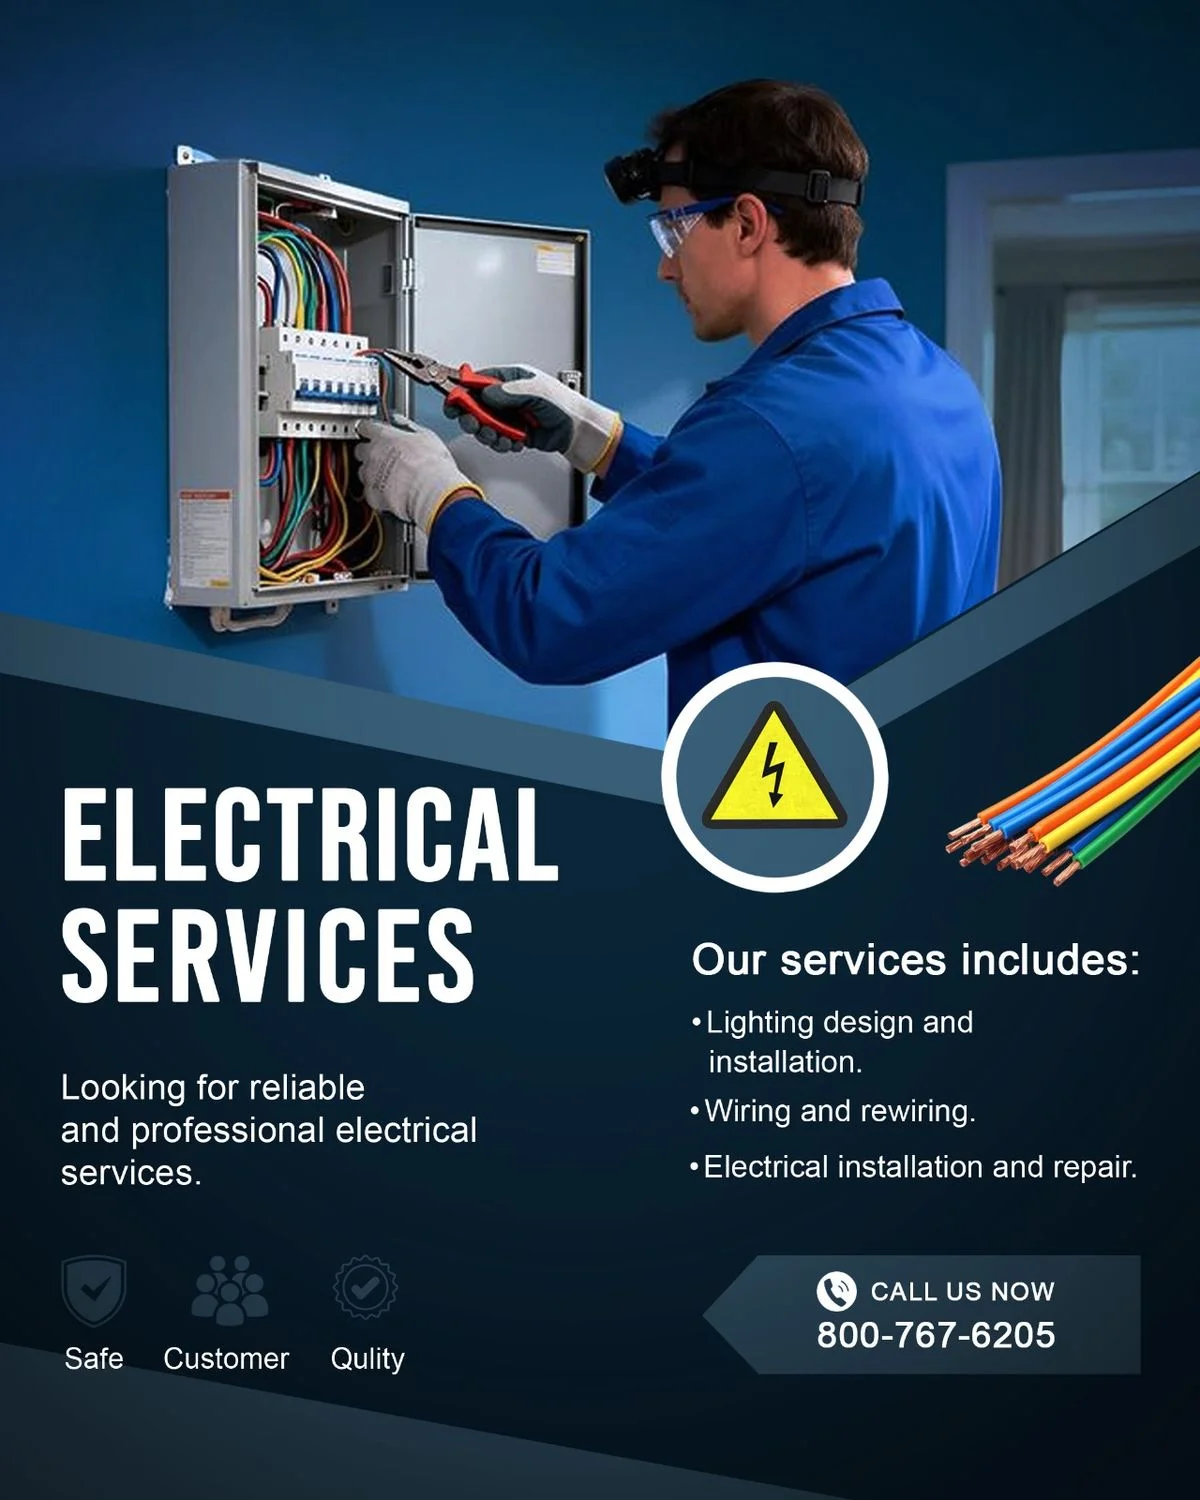 ELECTRICAL
SERVICES
Looking for reliable
and professional electrical
services.
Safe
Customer
Qulity
Our services includes:
•Lighting design and
installation.
•Wiring and rewiring.
•Electrical installation and repair.
CALL US NOW
800-767-6205